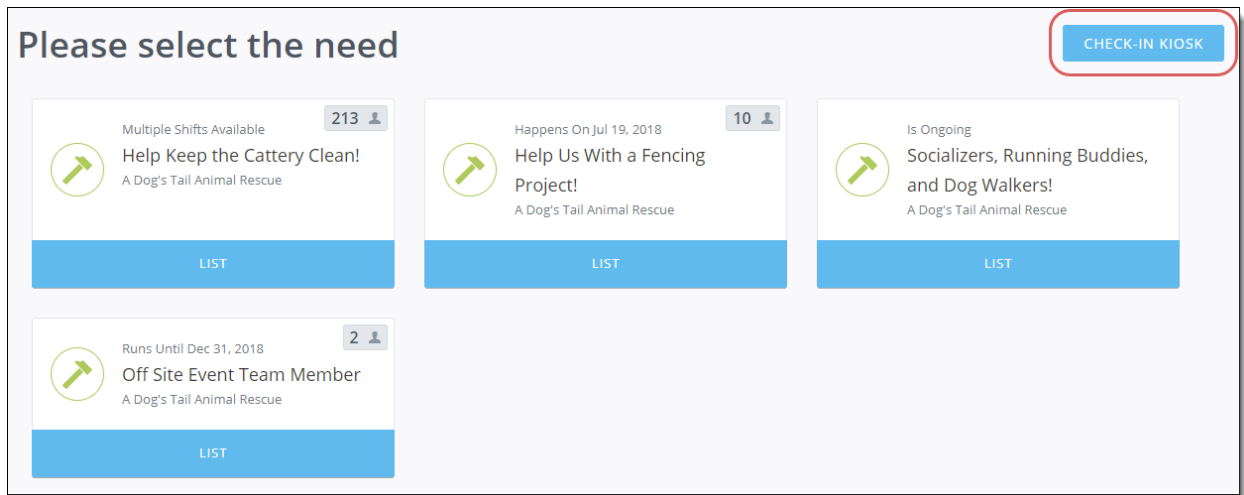 Please select the need
CHECK-IN KIOSK
213
Multiple Shifts Available
Help Keep the Cattery Clean!
A Dog's Tail Animal Rescue
LIST
10
Happens On Jul 19, 2018
Help Us With a Fencing
Project!
A Dog's Tail Animal Rescue
LIST
Is Ongoing
Socializers, Running Buddies,
and Dog Walkers!
A Dog's Tail Animal Rescue
LIST
2
Runs Until Dec 31, 2018
Off Site Event Team Member
A Dog's Tail Animal Rescue
LIST